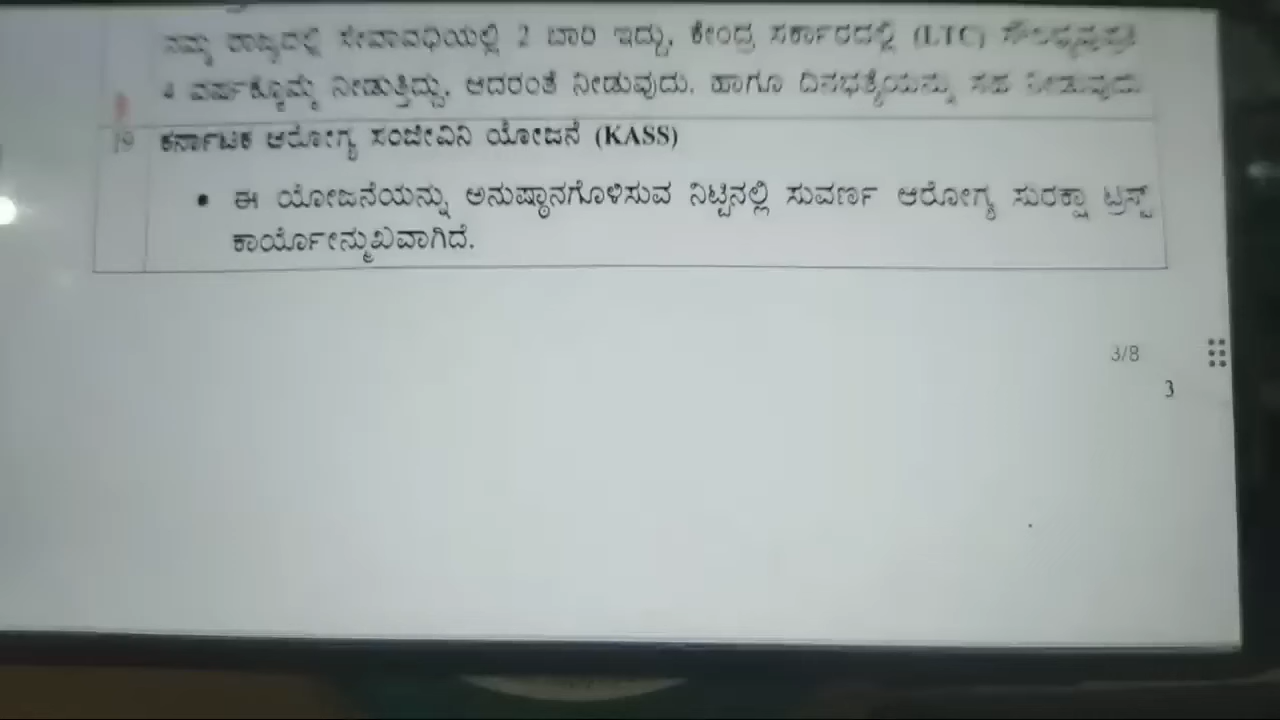 ನಮ್ಮ ರಾಜ್ಯದಲ್ಲಿ ಸೇವಾವಧಿಯಲ್ಲಿ 2 ಬಾರಿ ಇದ್ದು, ಕೇಂದ್ರ ಸರ್ಕಾರದಲ್ಲಿ (LTC)
4 ವರ್ಷಕ್ಕೊಮ್ಮೆ ನೀಡುತ್ತಿದ್ದು, ಆದರಂತೆ ನೀಡುವುದು. ಹಾಗೂ ದಿನಭತ್ಯೆಯನ್ನು ಸಹ ನೀಡುವುದು
19 ಕರ್ನಾಟಕ ಆರೋಗ್ಯ ಸಂಜೀವಿನಿ ಯೋಜನೆ (KASS)
• ಈ ಯೋಜನೆಯನ್ನು ಅನುಷ್ಠಾನಗೊಳಿಸುವ ನಿಟ್ಟಿನಲ್ಲಿ ಸುವರ್ಣ ಆರೋಗ್ಯ ಸುರಕ್ಷಾ ಟ್ರಸ್ಟ್
ಕಾರ್ಯೋನ್ಮುಖವಾಗಿದೆ.
3/8
3